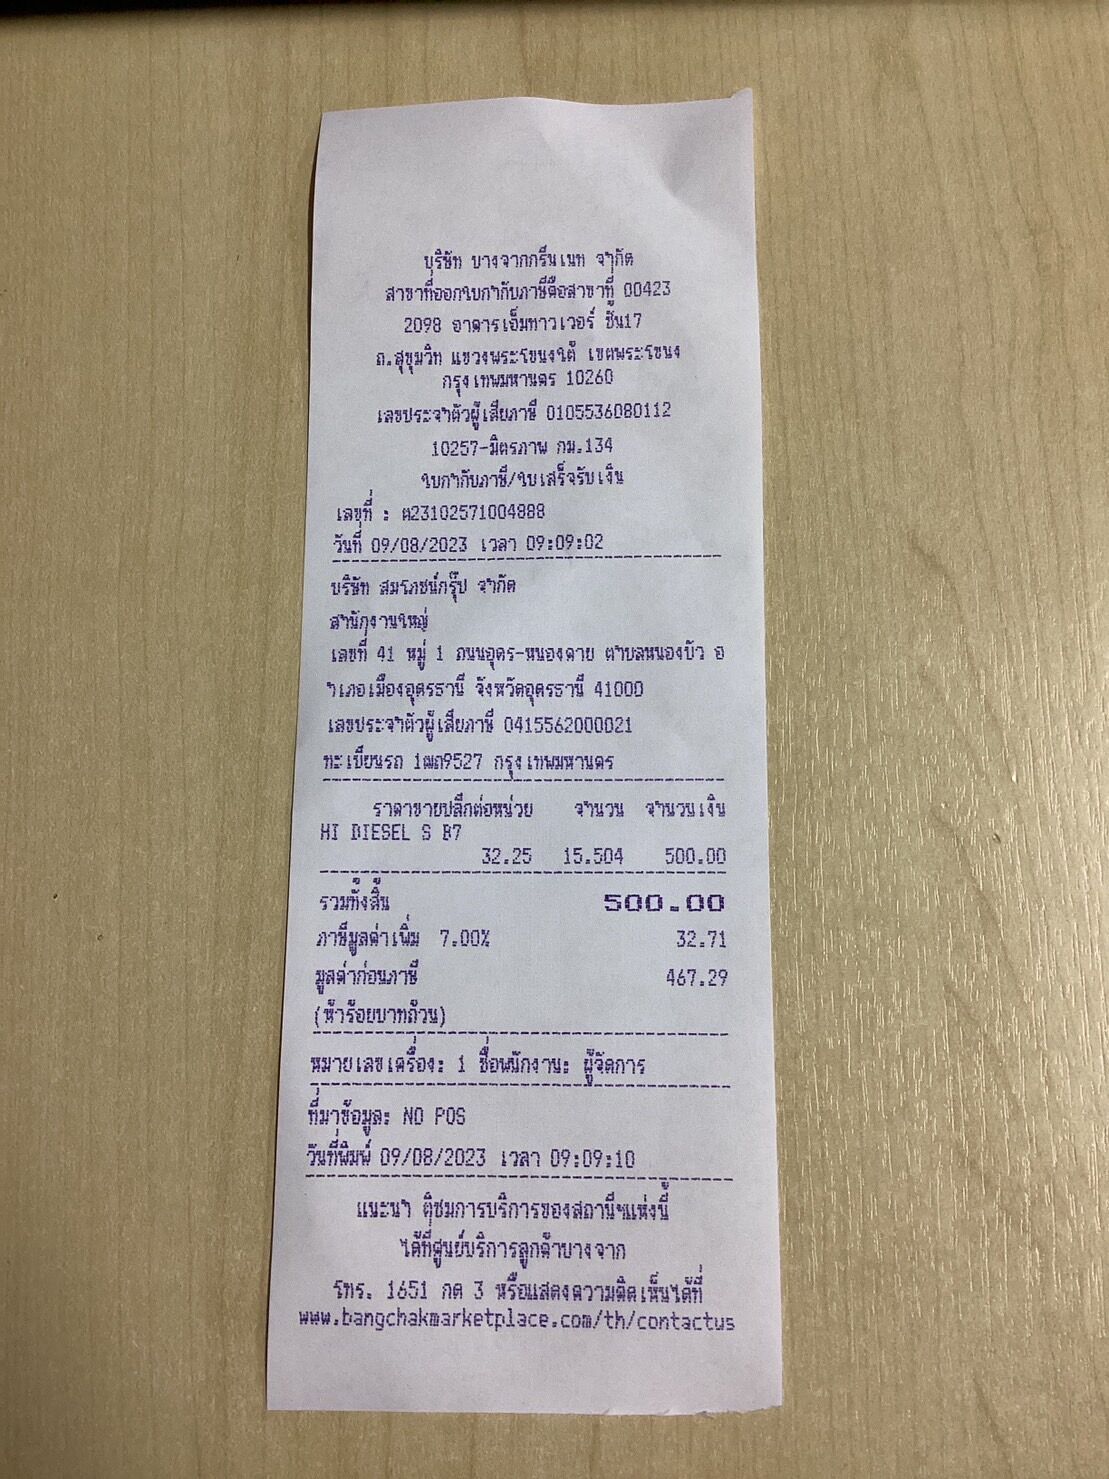 บริษัท บางจากกรีนเนท จำกัด
สาขาที่ออกใบกำกับภาษีคือสาขาที่ 00423
2098 อาคารเอ็มทาวเวอร์ ชั้น17
ถ.สุขุมวิท แขวงพระโขนงใต้ เขตพระโขนง
กรุงเทพมหานคร 10260
เลขประจำตัวผู้เสียภาษี 0105536080112
10257-มิตรภาพ กม.134
ใบกำกับภาษี/ใบเสร็จรับเงิน
เลขที่ : ต23102571004888
วันที่ 09/08/2023 เวลา 09:09:02
บริษัท สมโภชน์กรุ๊ป จำกัด
สำนักงานใหญ่
เลขที่ 41 หมู่ 1 ถนนอุดร-หนองคาย ตำบลหนองบัว อ
ำเภอเมืองอุดรธานี จังหวัดอุดรธานี 41000
เลขประจำตัวผู้เสียภาษี 0415562000021
ทะเบียนรถ 1ฒถ9527 กรุงเทพมหานคร
ราคาขายปลีกต่อหน่วย จำนวน จำนวนเงิน
HI DIESEL S B7
32.25 15.504 500.00
รวมทั้งสิ้น 500.00
ภาษีมูลค่าเพิ่ม 7.00% 32.71
มูลค่าก่อนภาษี 467.29
(ห้าร้อยบาทถ้วน)
หมายเลขเครื่อง: 1 ชื่อพนักงาน: ผู้จัดการ
ที่มาข้อมูล: NO POS
วันที่พิมพ์ 09/08/2023 เวลา 09:09:10
แนะนำ ติชมการบริการของสถานีฯแห่งนี้
ได้ที่ศูนย์บริการลูกค้าบางจาก
โทร. 1651 กด 3 หรือแสดงความคิดเห็นได้ที่
www.bangchakmarketplace.com/th/contactus